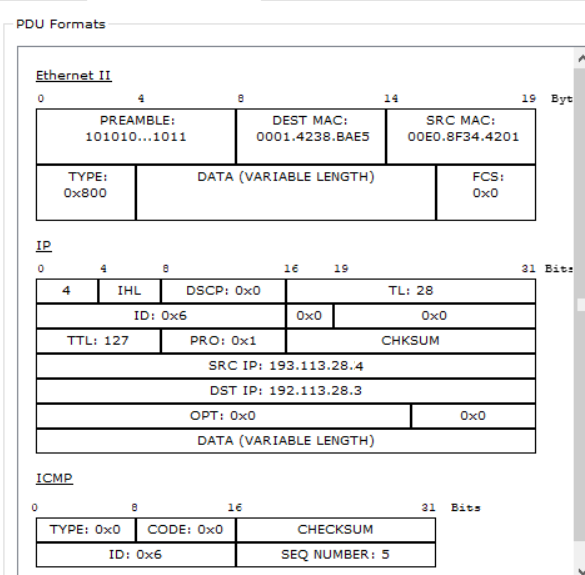 PDU Formats
Ethernet II
0 4 8 14 19 Byt
PREAMBLE: DEST MAC: SRC MAC:
101010...1011 0001.4238.BAE5 00E0.8F34.4201
TYPE: DATA (VARIABLE LENGTH) FCS:
0x800 0x0
IP
0 4 8 16 19 31 Bits
4 IHL DSCP: 0x0 TL: 28
ID: 0x6 0x0 0x0
TTL: 127 PRO: 0x1 CHKSUM
SRC IP: 193.113.28.4
DST IP: 192.113.28.3
OPT: 0x0 0x0
DATA (VARIABLE LENGTH)
ICMP
0 8 16 31 Bits
TYPE: 0x0 CODE: 0x0 CHECKSUM
ID: 0x6 SEQ NUMBER: 5